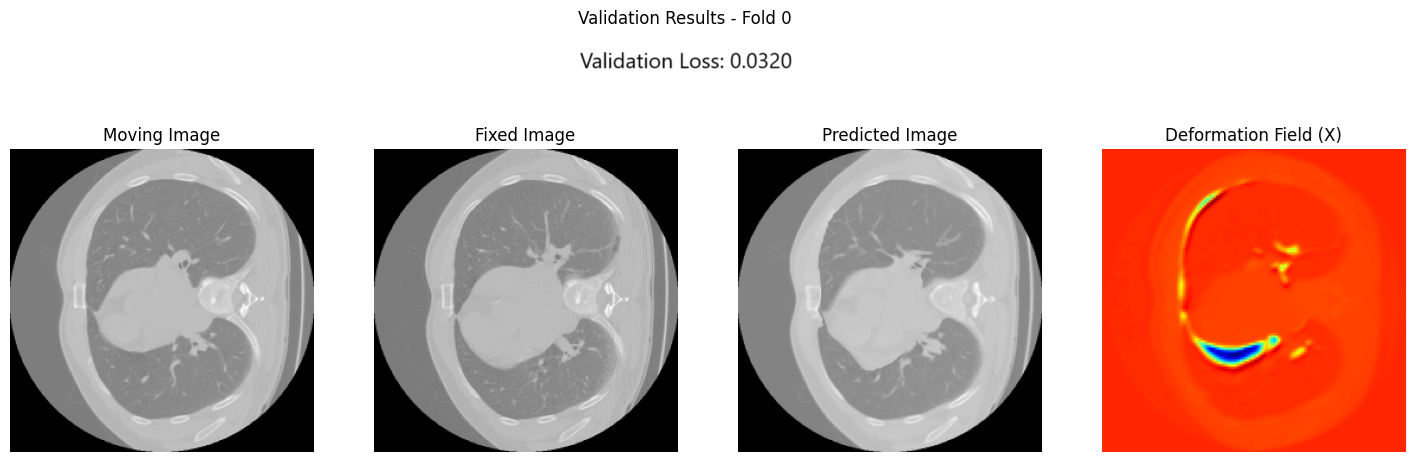 Validation Results - Fold 0
Validation Loss: 0.0320
Moving Image
Fixed Image
Predicted Image
Deformation Field (X)